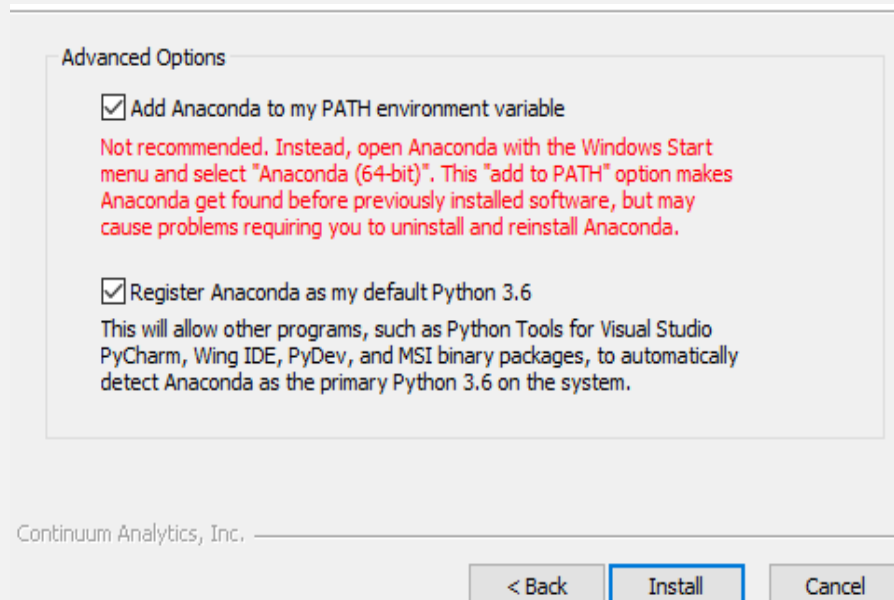 Advanced Options
Add Anaconda to my PATH environment variable
Not recommended. Instead, open Anaconda with the Windows Start
menu and select "Anaconda (64-bit)". This "add to PATH" option makes
Anaconda get found before previously installed software, but may
cause problems requiring you to uninstall and reinstall Anaconda.
Register Anaconda as my default Python 3.6
This will allow other programs, such as Python Tools for Visual Studio
PyCharm, Wing IDE, PyDev, and MSI binary packages, to automatically
detect Anaconda as the primary Python 3.6 on the system.
Continuum Analytics, Inc.
< Back Install Cancel